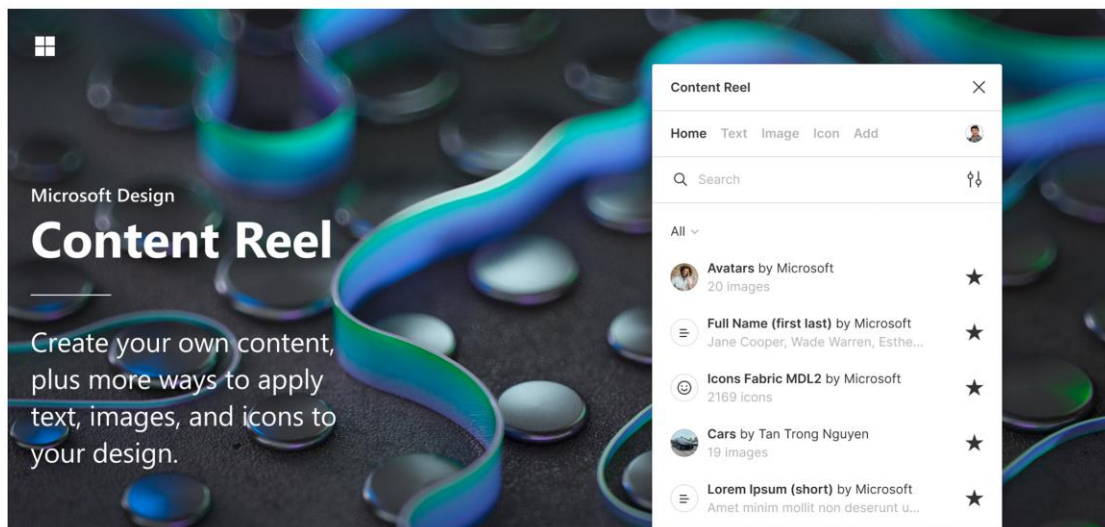 Microsoft Design
Content Reel
Create your own content,
plus more ways to apply
text, images, and icons to
your design.
Content Reel
Home Text Image Icon Add
Search
All
Avatars by Microsoft
20 images
Full Name (first last) by Microsoft
Jane Cooper, Wade Warren, Esthe...
Icons Fabric MDL2 by Microsoft
2169 icons
Cars by Tan Trong Nguyen
19 images
Lorem Ipsum (short) by Microsoft
Amet minim mollit non deserunt u...